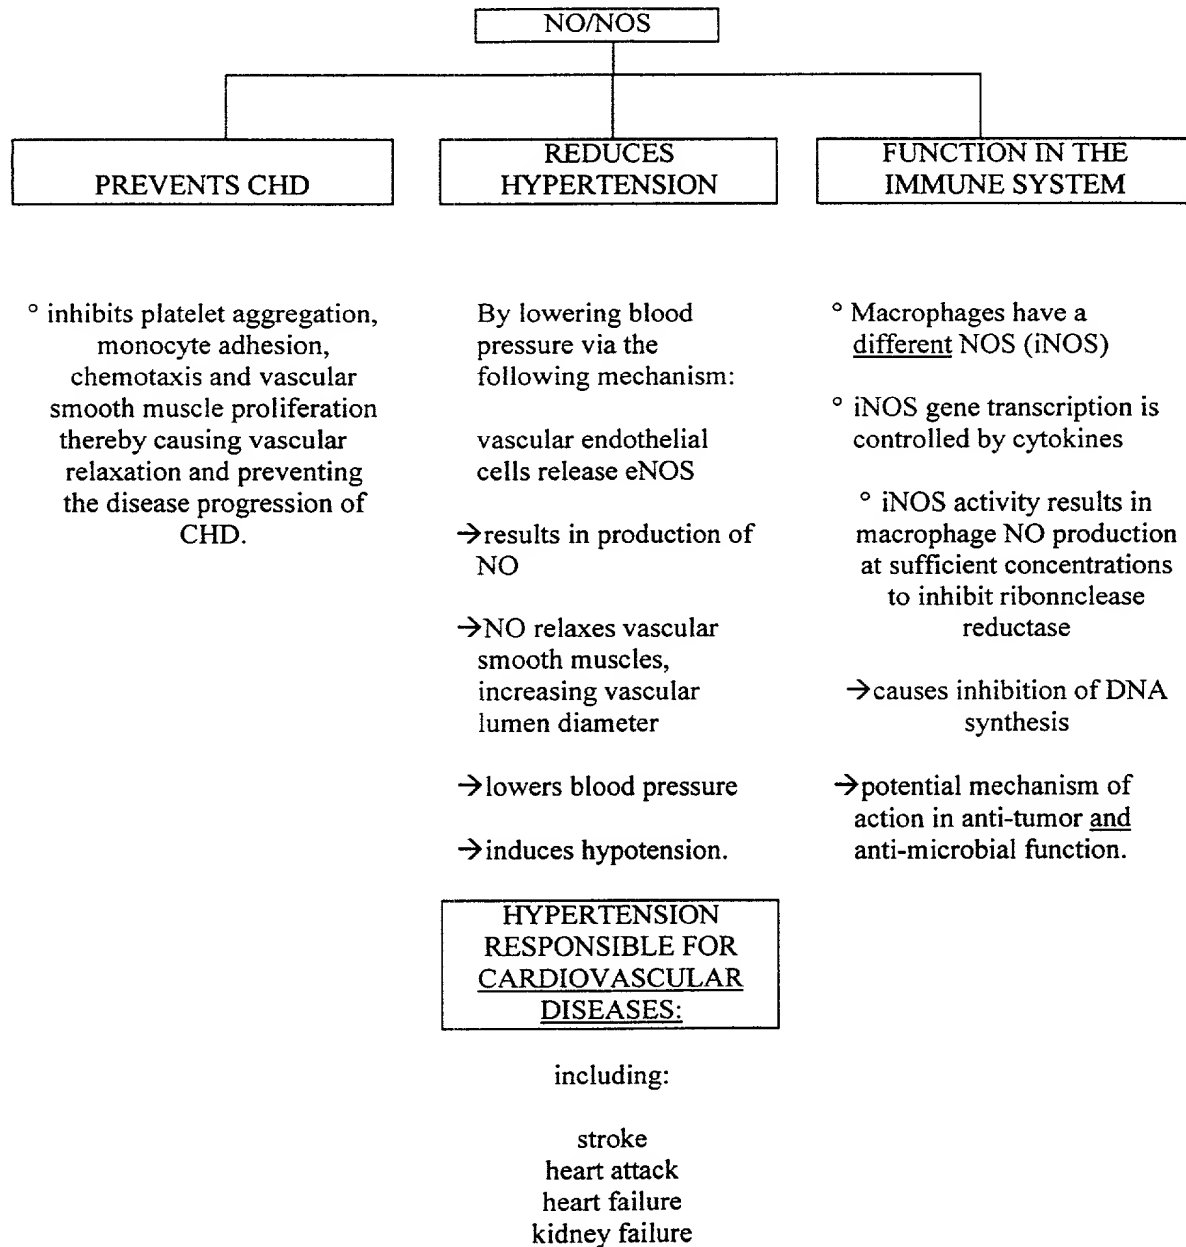 NO/NOS
PREVENTS CHD
REDUCES
HYPERTENSION
FUNCTION IN THE
IMMUNE SYSTEM
° inhibits platelet aggregation,
monocyte adhesion,
chemotaxis and vascular
smooth muscle proliferation
thereby causing vascular
relaxation and preventing
the disease progression of
CHD.
By lowering blood
pressure via the
following mechanism:
vascular endothelial
cells release eNOS
→results in production of
NO
→NO relaxes vascular
smooth muscles,
increasing vascular
lumen diameter
→lowers blood pressure
→induces hypotension.
HYPERTENSION
RESPONSIBLE FOR
CARDIOVASCULAR
DISEASES:
including:
stroke
heart attack
heart failure
kidney failure
° Macrophages have a
different NOS (iNOS)
° iNOS gene transcription is
controlled by cytokines
° iNOS activity results in
macrophage NO production
at sufficient concentrations
to inhibit ribonnclease
reductase
→causes inhibition of DNA
synthesis
→potential mechanism of
action in anti-tumor and
anti-microbial function.